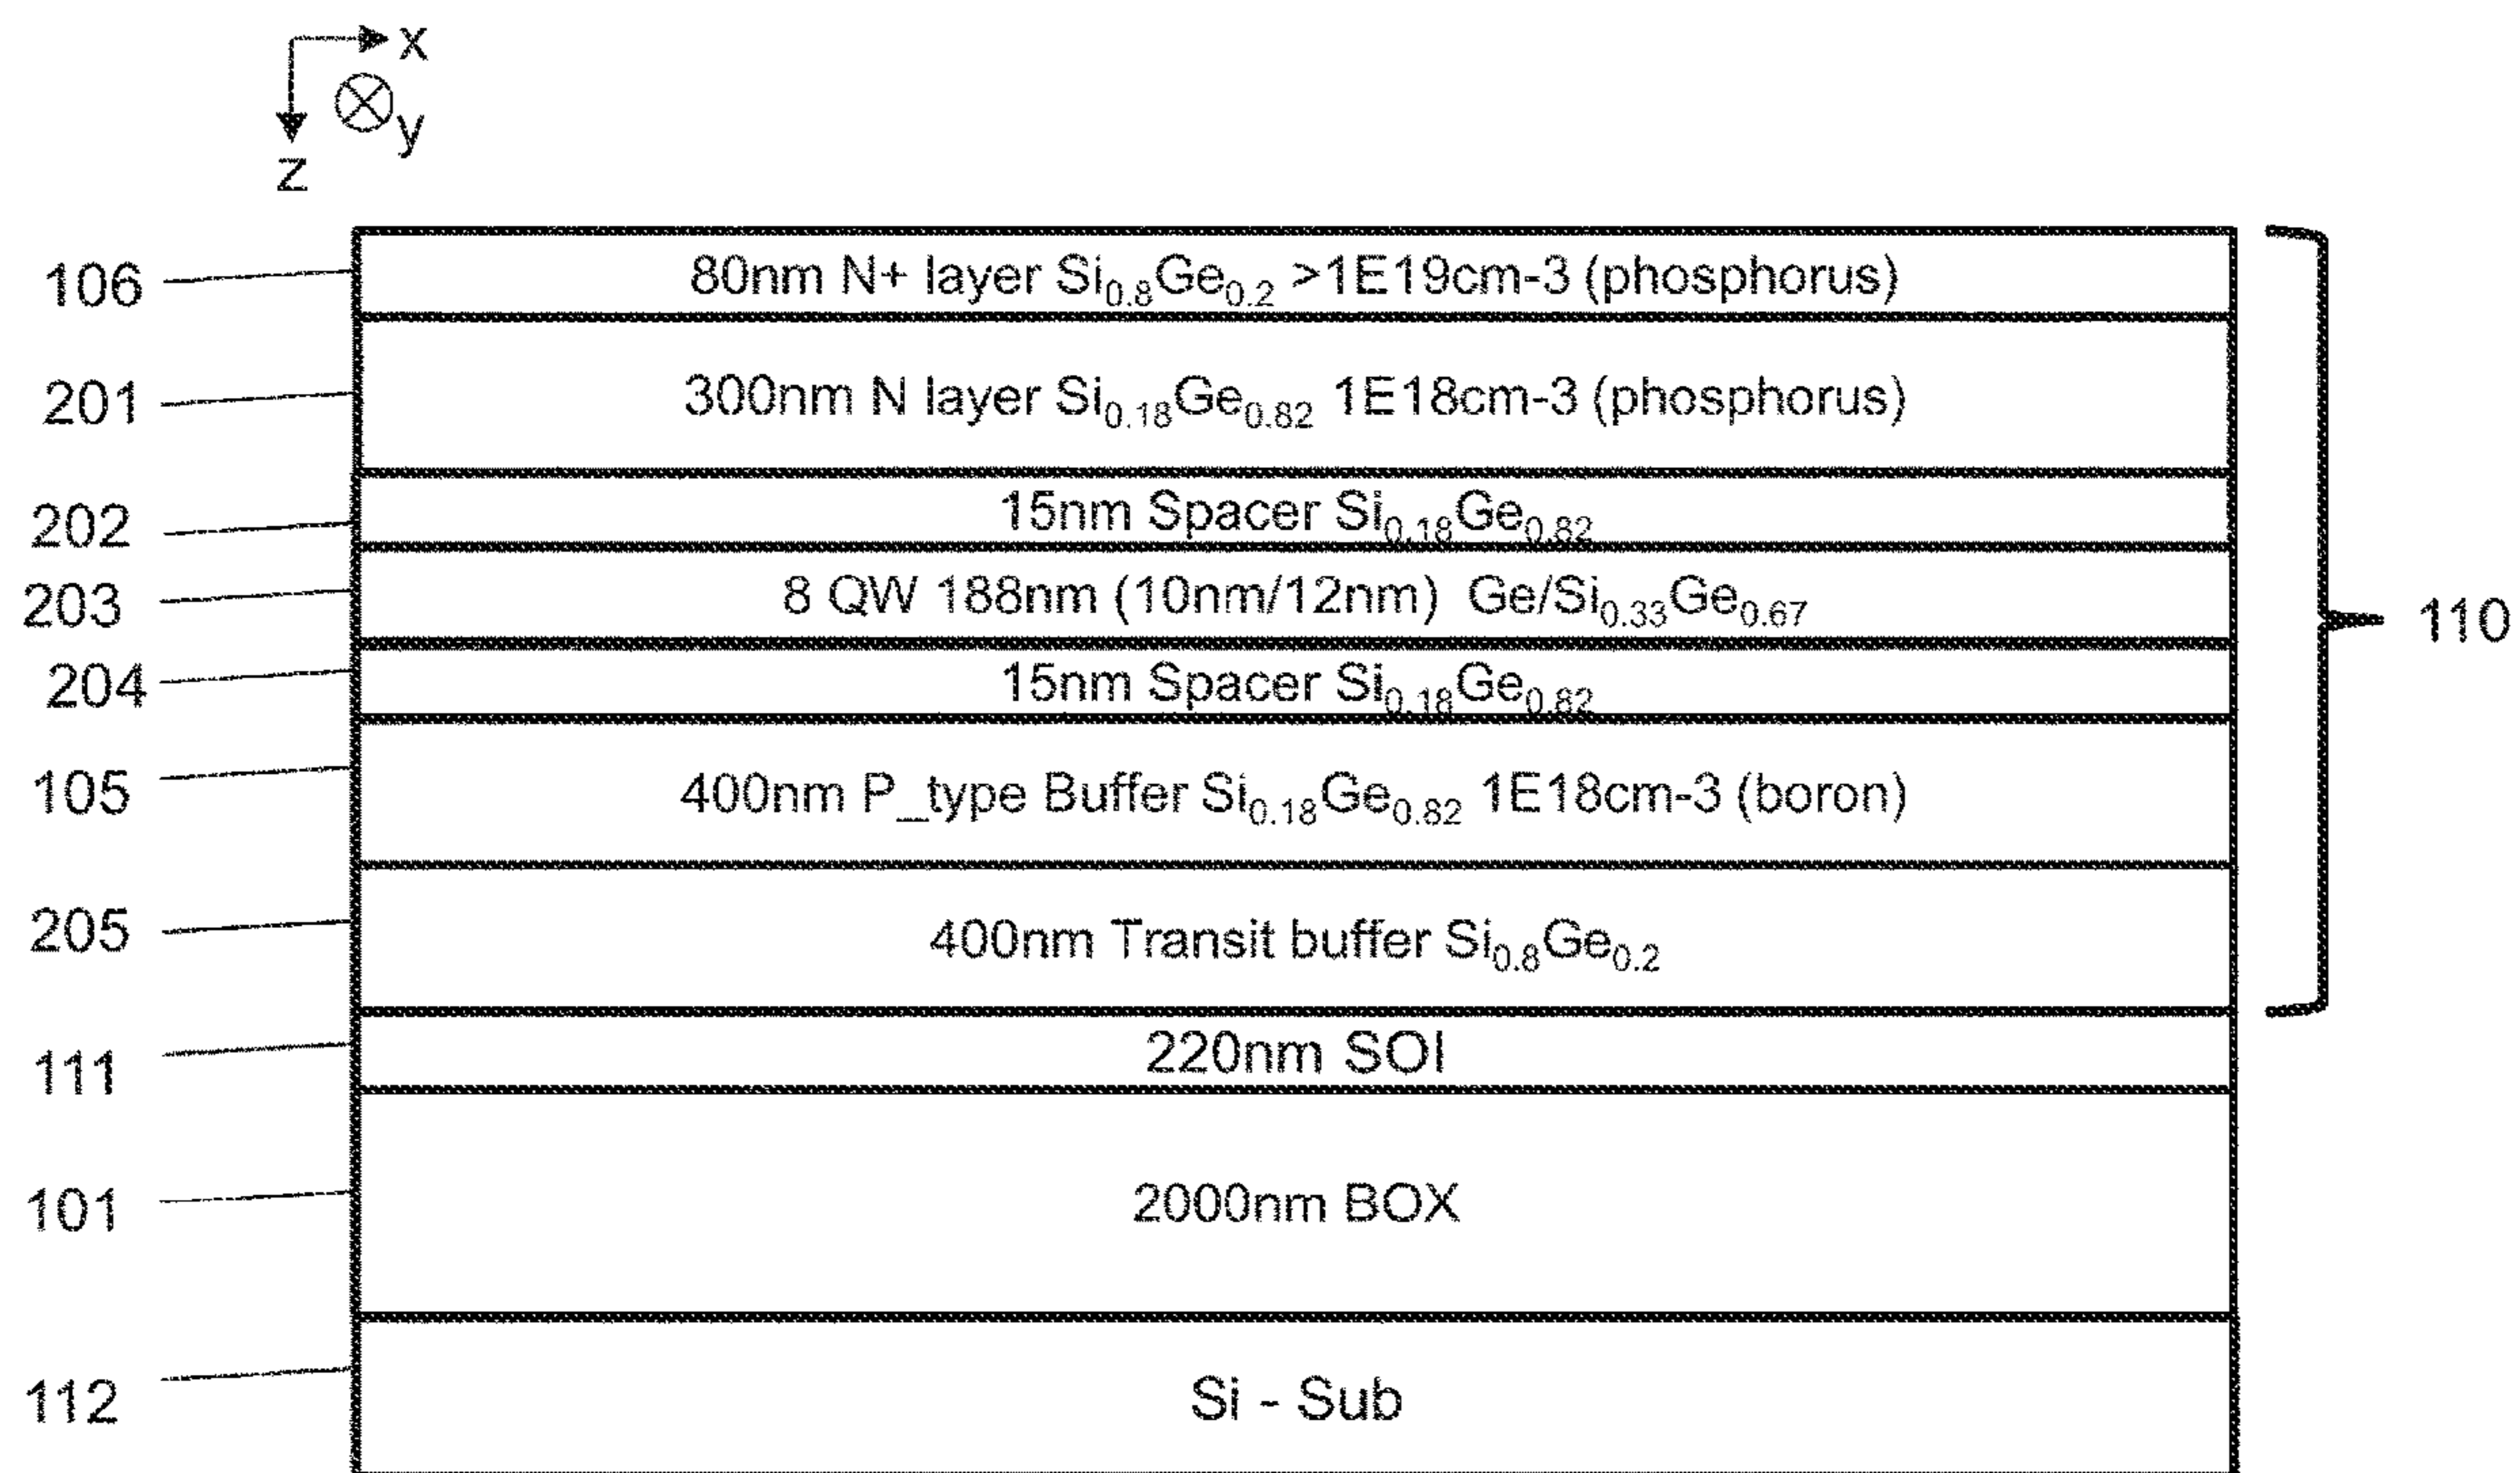 x
y
z
106 80nm N+ layer Si₀.₈Ge₀.₂ >1E19cm-3 (phosphorus)
201 300nm N layer Si₀.₁₈Ge₀.₈₂ 1E18cm-3 (phosphorus)
202 15nm Spacer Si₀.₁₈Ge₀.₈₂
203 8 QW 188nm (10nm/12nm) Ge/Si₀.₃₃Ge₀.₆₇
110
204 15nm Spacer Si₀.₁₈Ge₀.₈₂
105 400nm P_type Buffer Si₀.₁₈Ge₀.₈₂ 1E18cm-3 (boron)
205 400nm Transit buffer Si₀.₈Ge₀.₂
111 220nm SOI
101 2000nm BOX
112 Si - Sub